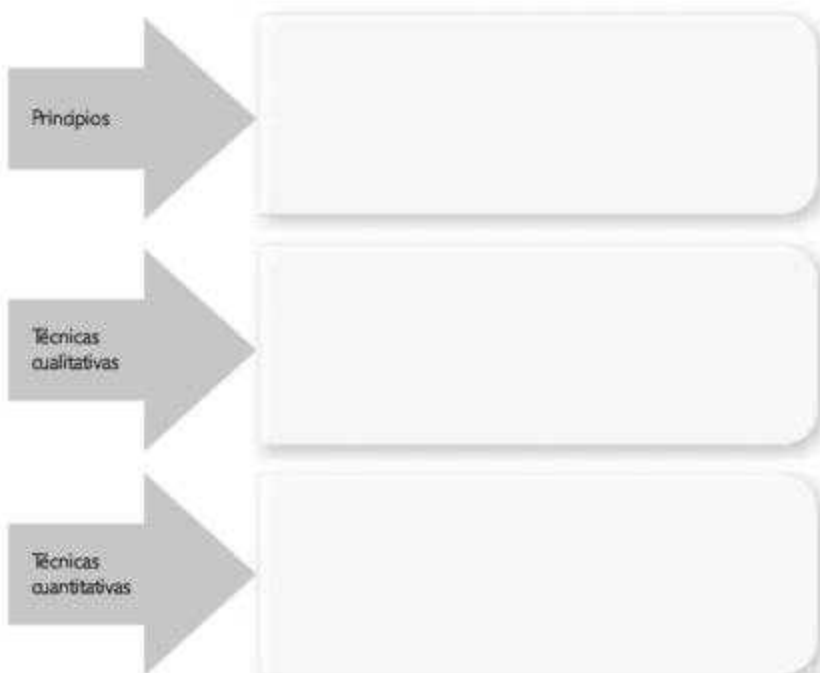 Principios
Técnicas
cualitativas
Técnicas
cuantitativas